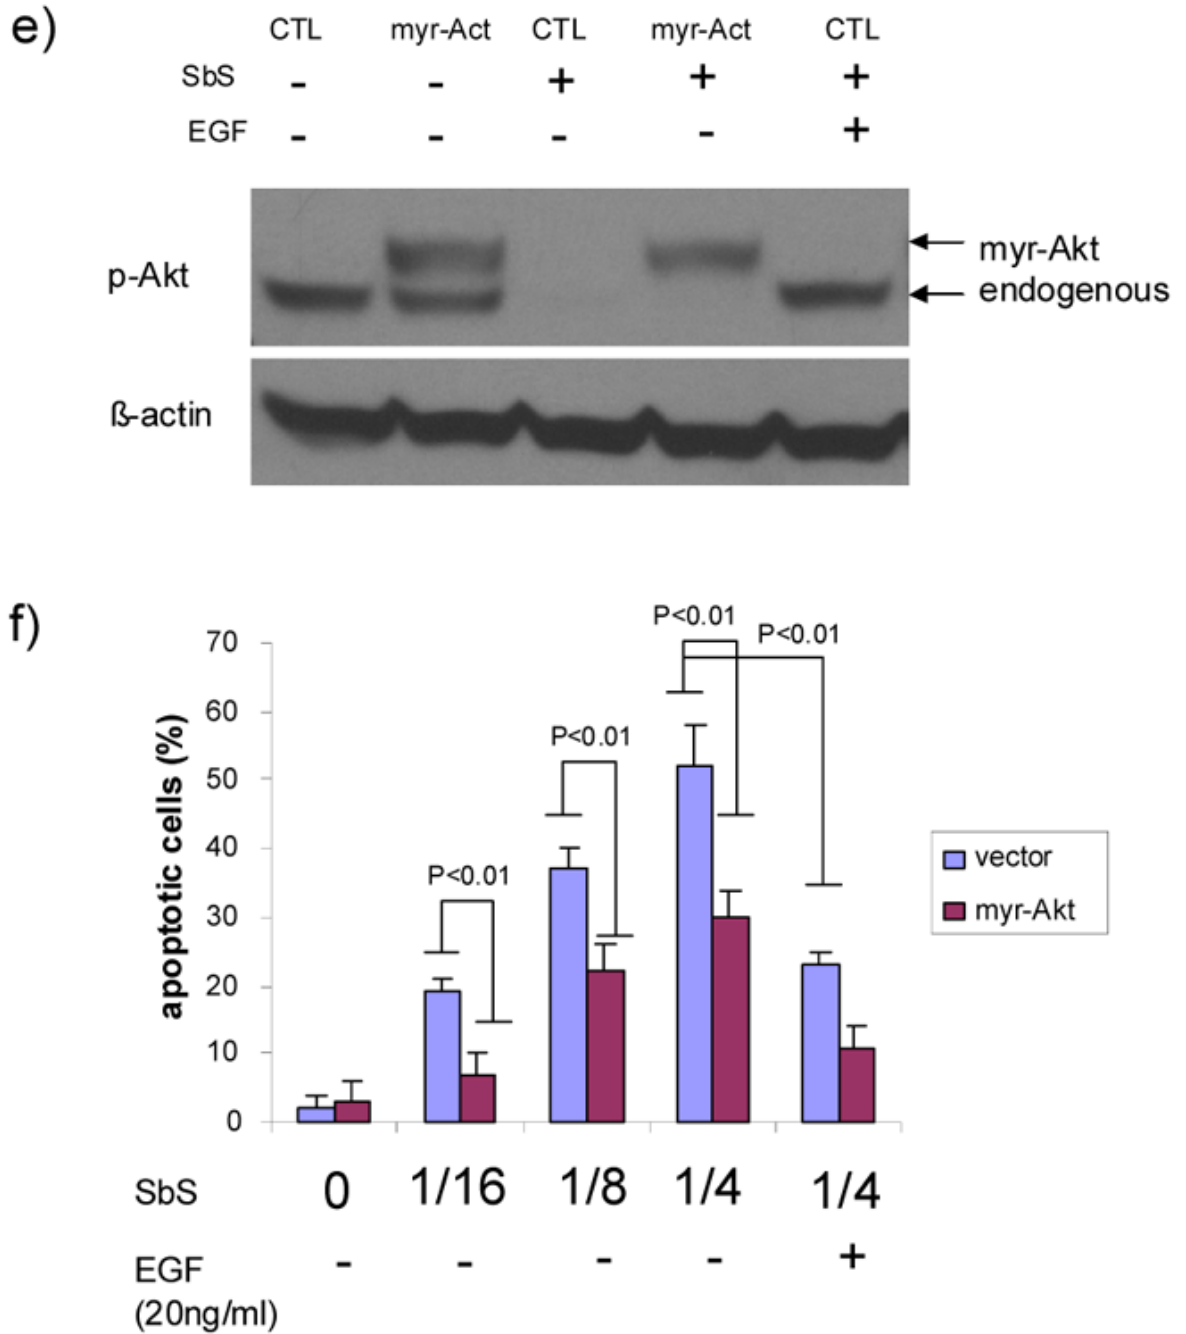 e)
CTL myr-Act CTL myr-Act CTL
SbS - - + + +
EGF - - - - +
p-Akt
myr-Akt
endogenous
ß-actin
f)
P<0.01
P<0.01
P<0.01
P<0.01
70
60
50
40
30
20
10
0
apoptotic cells (%)
vector
myr-Akt
SbS 0 1/16 1/8 1/4 1/4
EGF - - - - +
(20ng/ml)